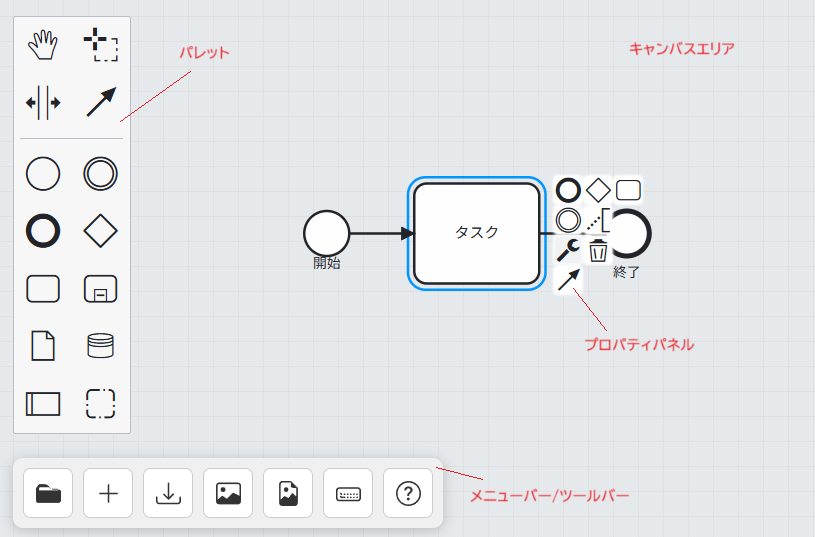 パレット
キャンバスエリア
タスク
開始
終了
プロパティパネル
メニューバー/ツールバー